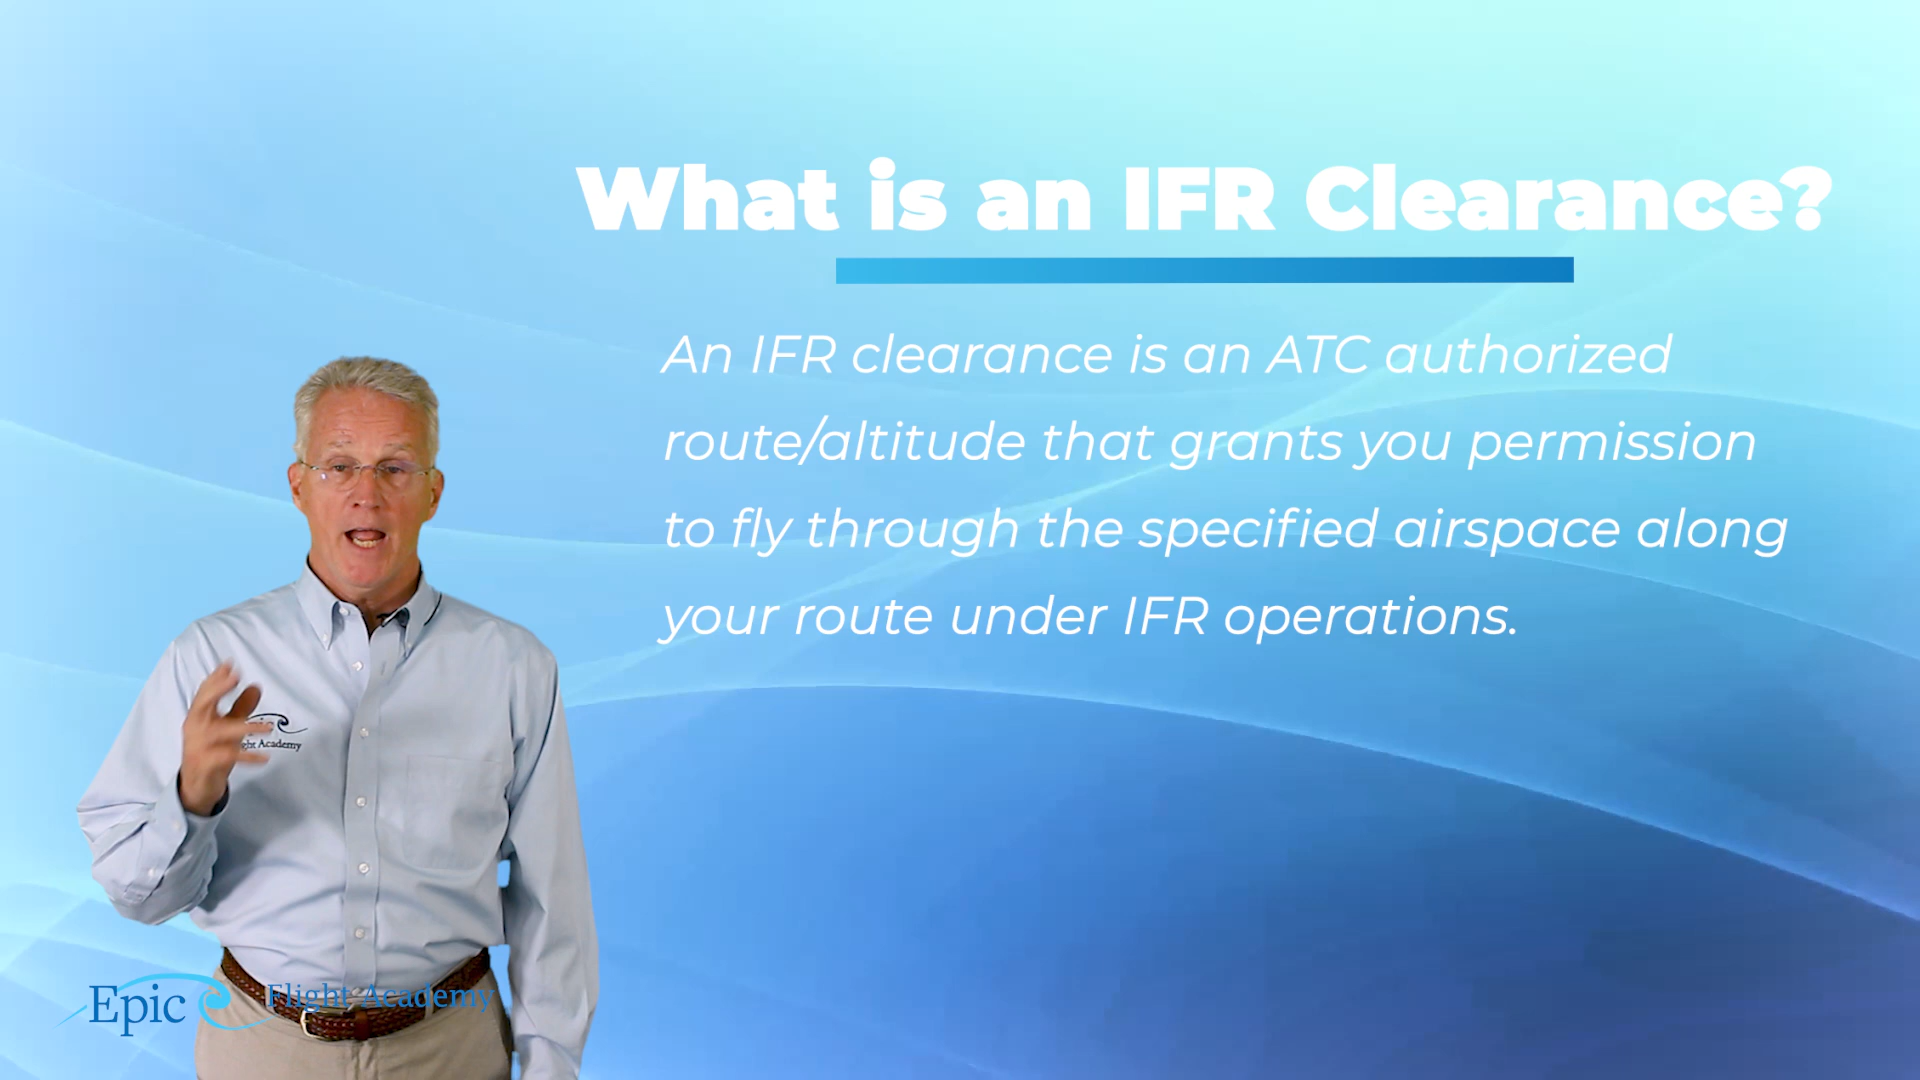 What is an IFR Clearance?
An IFR clearance is an ATC authorized
route/altitude that grants you permission
to fly through the specified airspace along
your route under IFR operations.
Academy
Epic Flight Academy